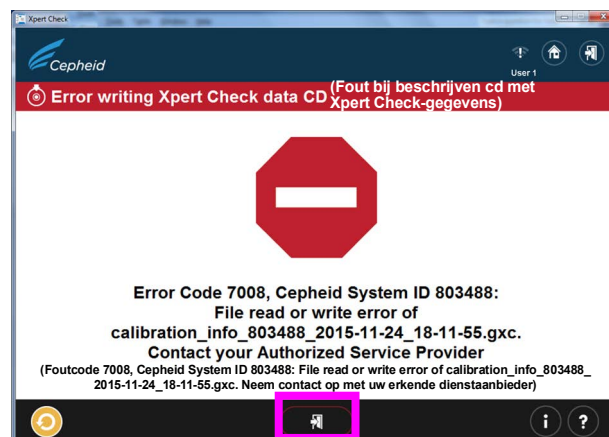 Xpert Check
Cepheid
User 1
Error writing Xpert Check data CD (Fout bij beschrijven cd met
Xpert Check-gegevens)
Error Code 7008, Cepheid System ID 803488:
File read or write error of
calibration_info_803488_2015-11-24_18-11-55.gxc.
Contact your Authorized Service Provider
(Foutcode 7008, Cepheid System ID 803488: File read or write error of calibration_info_803488_
2015-11-24_18-11-55.gxc. Neem contact op met uw erkende dienstaanbieder)
i ?